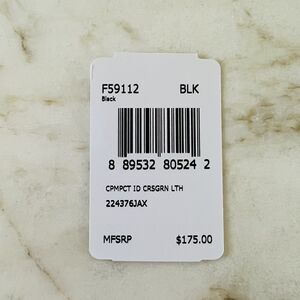 F59112 BLK
Black
8 89532 80524 2
CPMPCT ID CRSGRN LTH
224376JAX
MFSRP $175.00